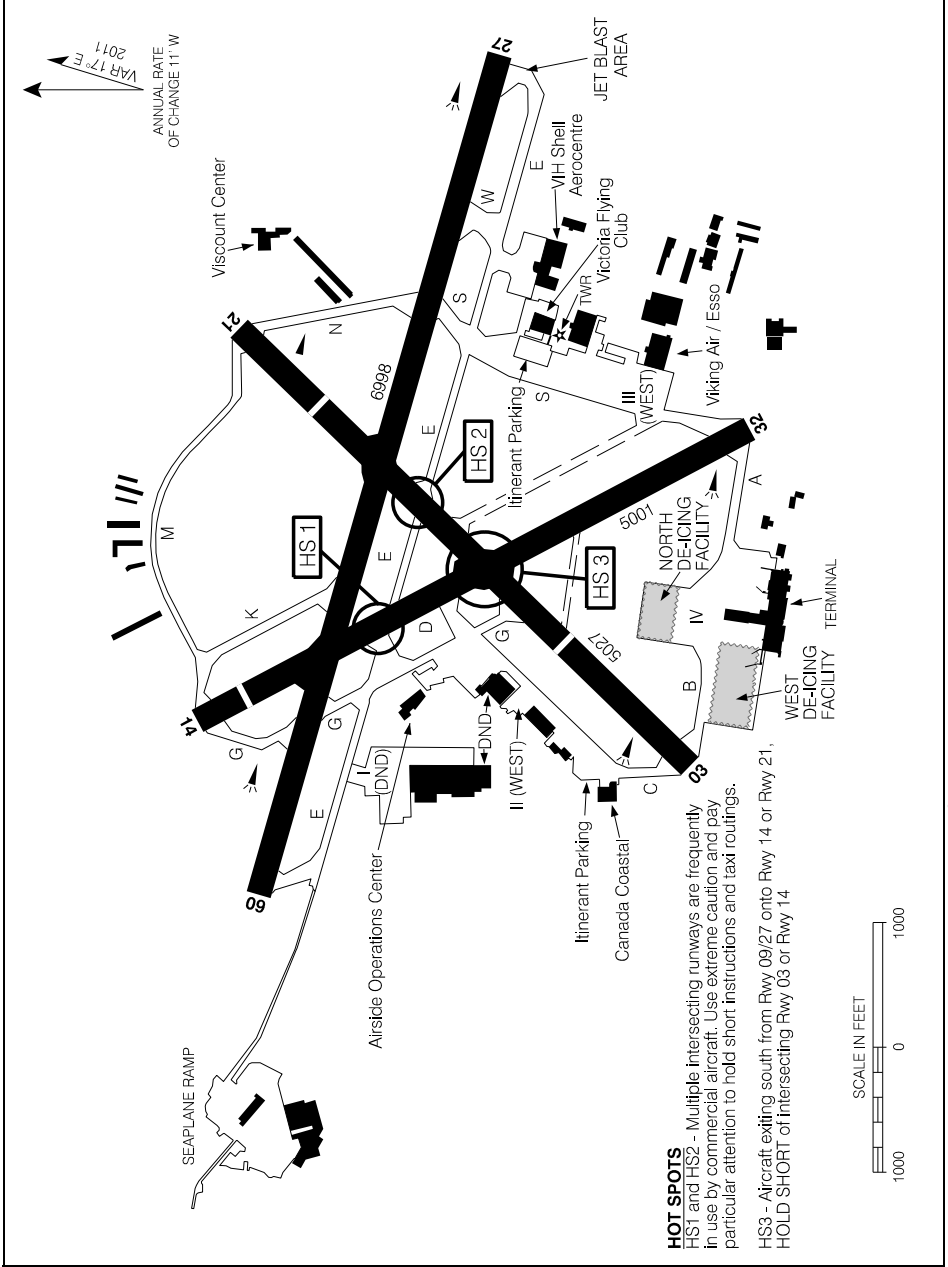 VAR 17° E
2011
ANNUAL RATE
OF CHANGE 11' W
Viscount Center
27
JET BLAST
AREA
E
W
VIH Shell
Aerocentre
Victoria Flying
Club
TWR
S
N
21
6998
E
Itinerant Parking
S
III
(WEST)
Viking Air / Esso
HS 2
M
K
HS 1
E
5001
32
A
NORTH
DE-ICING
FACILITY
HS 3
IV
TERMINAL
D
G
5027
B
WEST
DE-ICING
FACILITY
14
G
G
E
I
(DND)
DND
II (WEST)
C
03
09
Airside Operations Center
Itinerant Parking
Canada Coastal
SEAPLANE RAMP
HOT SPOTS
HS1 and HS2 - Multiple intersecting runways are frequently
in use by commercial aircraft. Use extreme caution and pay
particular attention to hold short instructions and taxi routings.
HS3 - Aircraft exiting south from Rwy 09/27 onto Rwy 14 or Rwy 21,
HOLD SHORT of intersecting Rwy 03 or Rwy 14
SCALE IN FEET
1000 0 1000